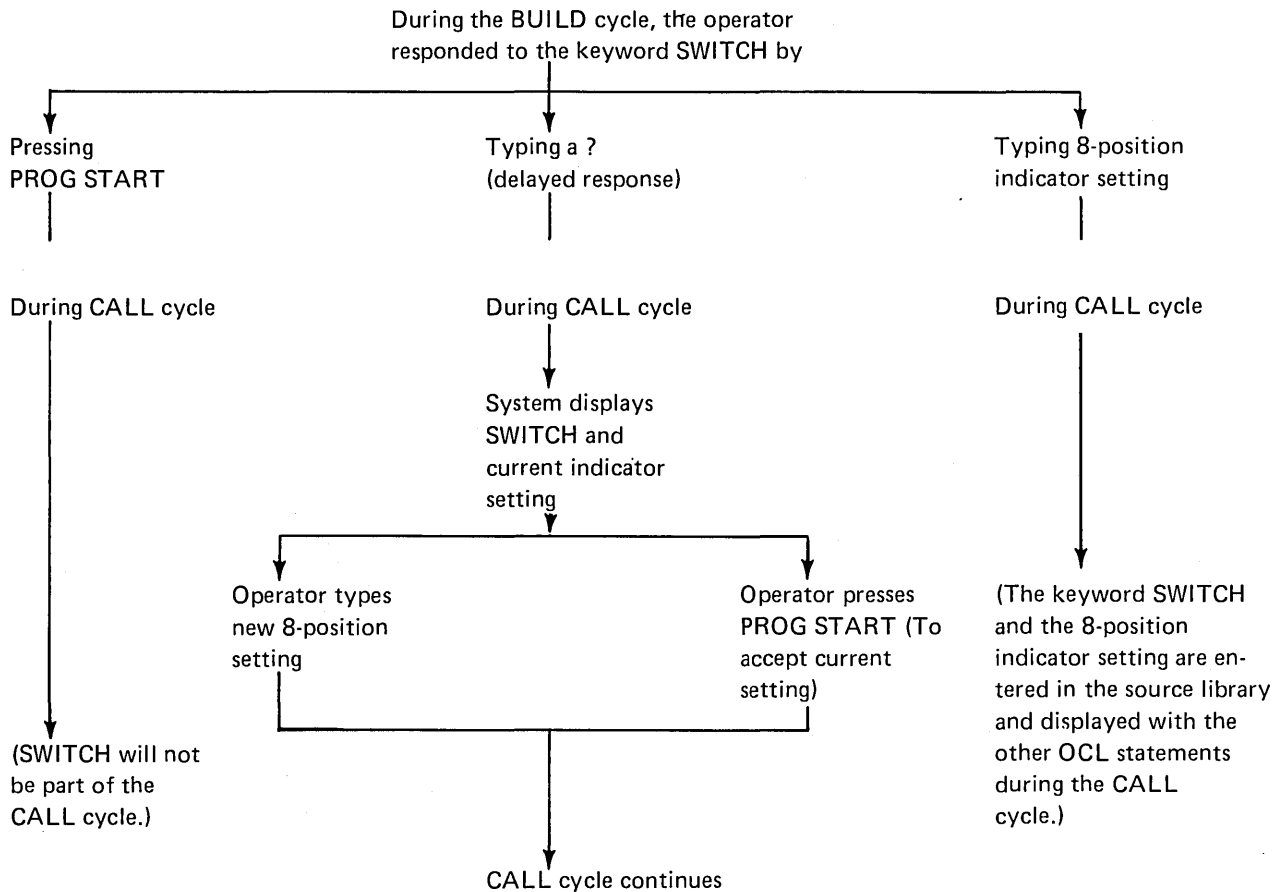 During the BUILD cycle, the operator
responded to the keyword SWITCH by
Pressing
PROG START
Typing a ?
(delayed response)
Typing 8-position
indicator setting
During CALL cycle
During CALL cycle
During CALL cycle
System displays
SWITCH and
current indicator
setting
Operator types
new 8-position
setting
Operator presses
PROG START (To
accept current
setting)
(The keyword SWITCH
and the 8-position
indicator setting are en-
tered in the source library
and displayed with the
other OCL statements
during the CALL
cycle.)
(SWITCH will not
be part of the
CALL cycle.)
CALL cycle continues